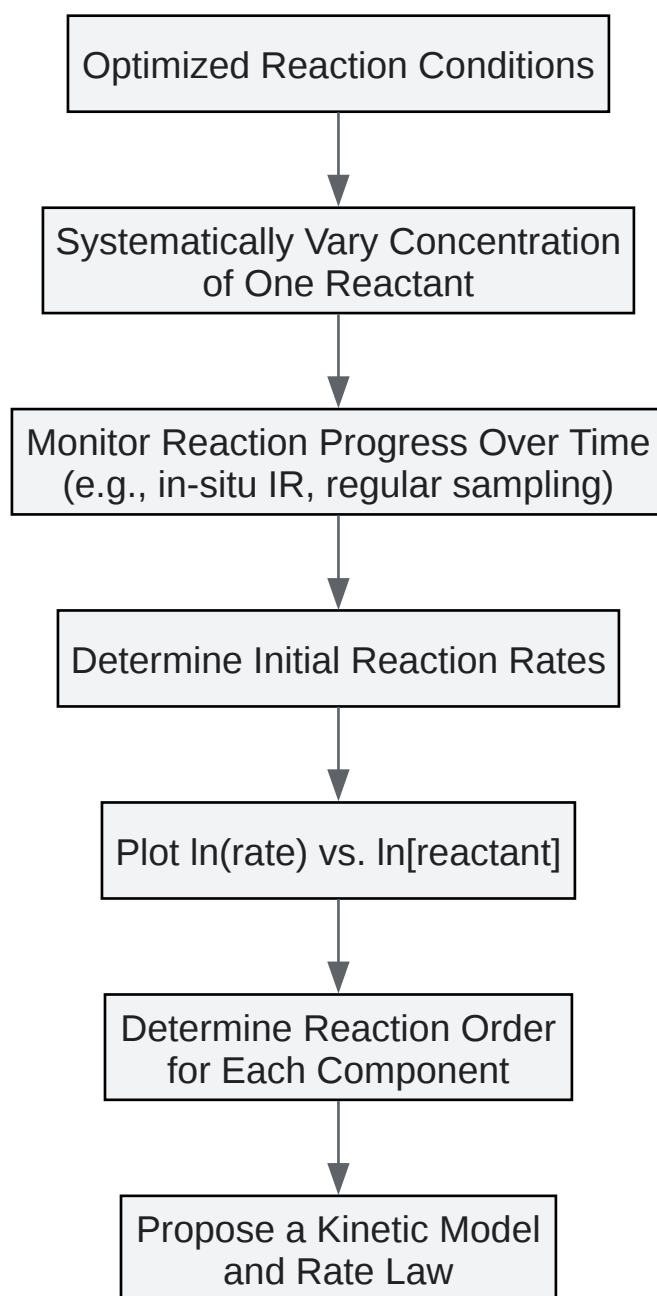 Optimized Reaction Conditions
Systematically Vary Concentration
of One Reactant
Monitor Reaction Progress Over Time
(e.g., in-situ IR, regular sampling)
Determine Initial Reaction Rates
Plot ln(rate) vs. ln[reactant]
Determine Reaction Order
for Each Component
Propose a Kinetic Model
and Rate Law